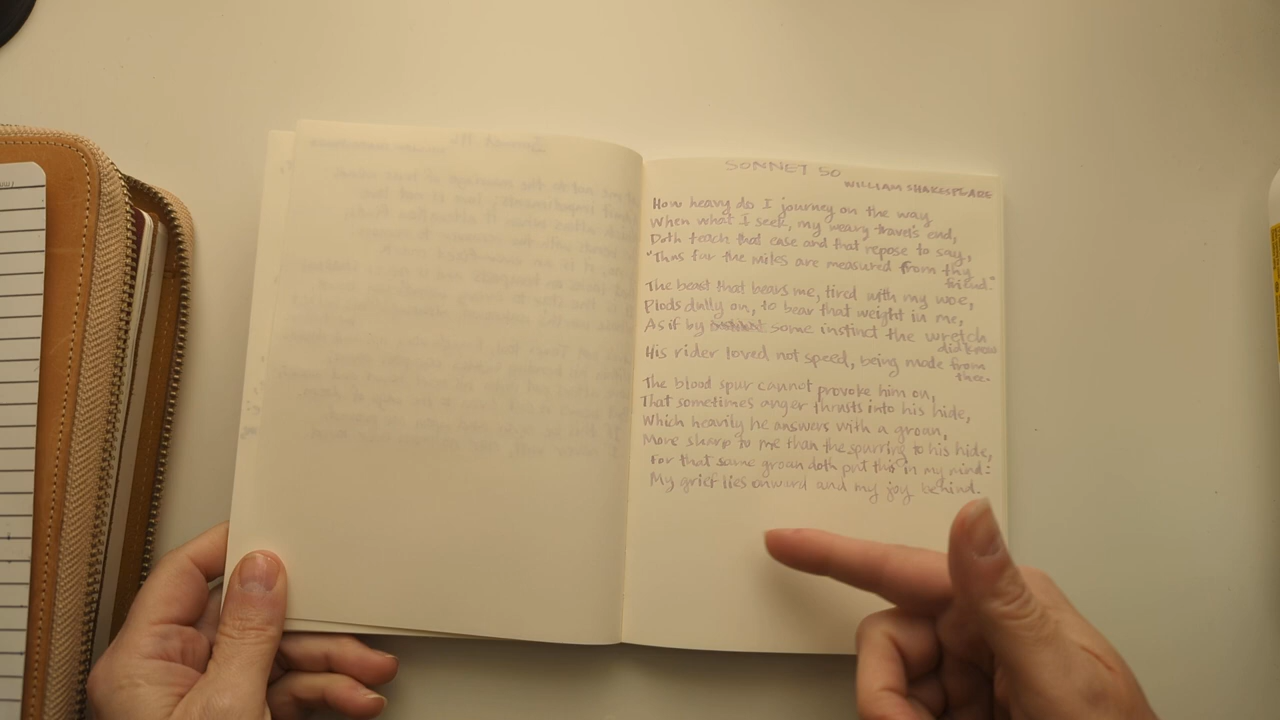 SONNET 50
WILLIAM SHAKESPEARE
How heavy do I journey on the way
When what I seek, my weary travel's end,
Doth teach that ease and that repose to say,
"Thus far the miles are measured from thy
friend."
The beast that bears me, tired with my woe,
Plods dully on, to bear that weight in me,
As if by some instinct the wretch
did know
His rider loved not speed, being made from
thee.
The blood spur cannot provoke him on,
That sometimes anger thrusts into his hide,
Which heavily he answers with a groan,
More sharp to me than the spurring to his hide,
For that same groan doth put this in my mind:
My grief lies onward and my joy behind.